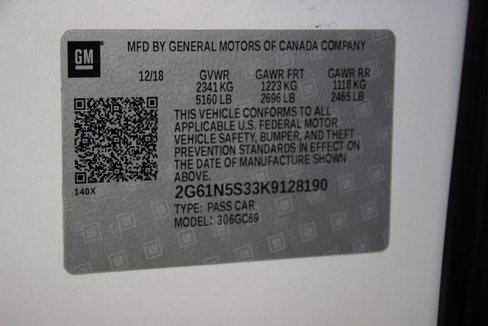 GM
MFD BY GENERAL MOTORS OF CANADA COMPANY
12/18 GVWR GAWR FRT GAWR RR
2341 KG 1223 KG 1118 KG
5160 LB 2696 LB 2465 LB
THIS VEHICLE CONFORMS TO ALL
APPLICABLE U.S. FEDERAL MOTOR
VEHICLE SAFETY, BUMPER, AND THEFT
PREVENTION STANDARDS IN EFFECT ON
THE DATE OF MANUFACTURE SHOWN
ABOVE.
140X
2G61N5S33K9128190
TYPE: PASS CAR
MODEL: 306GC69